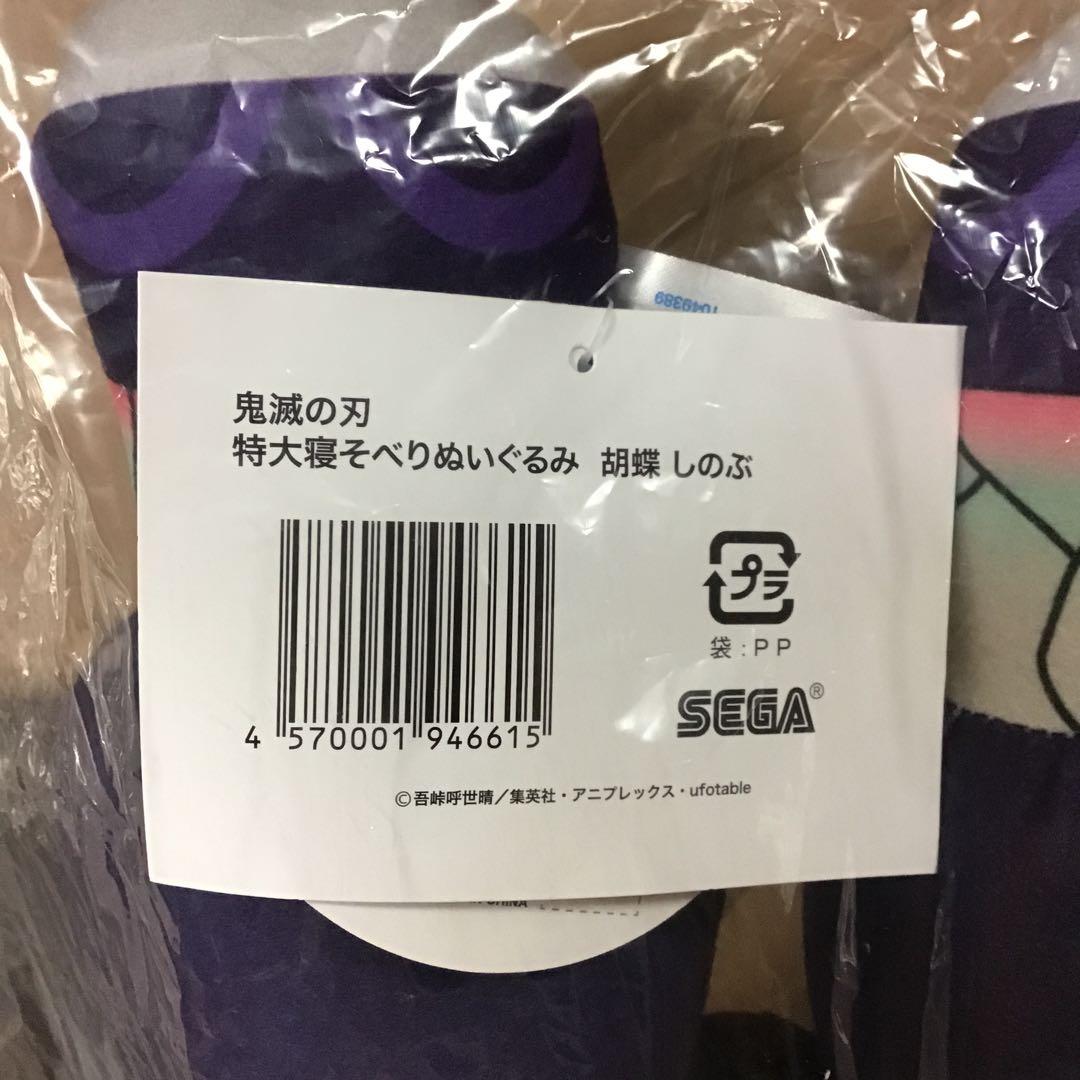 1049389
鬼滅の刃
特大寝そべりぬいぐるみ 胡蝶 しのぶ
プラ
袋 : P P
SEGA®
4 570001 946615
©吾峠呼世晴／集英社・アニプレックス・ufotable
CHINA